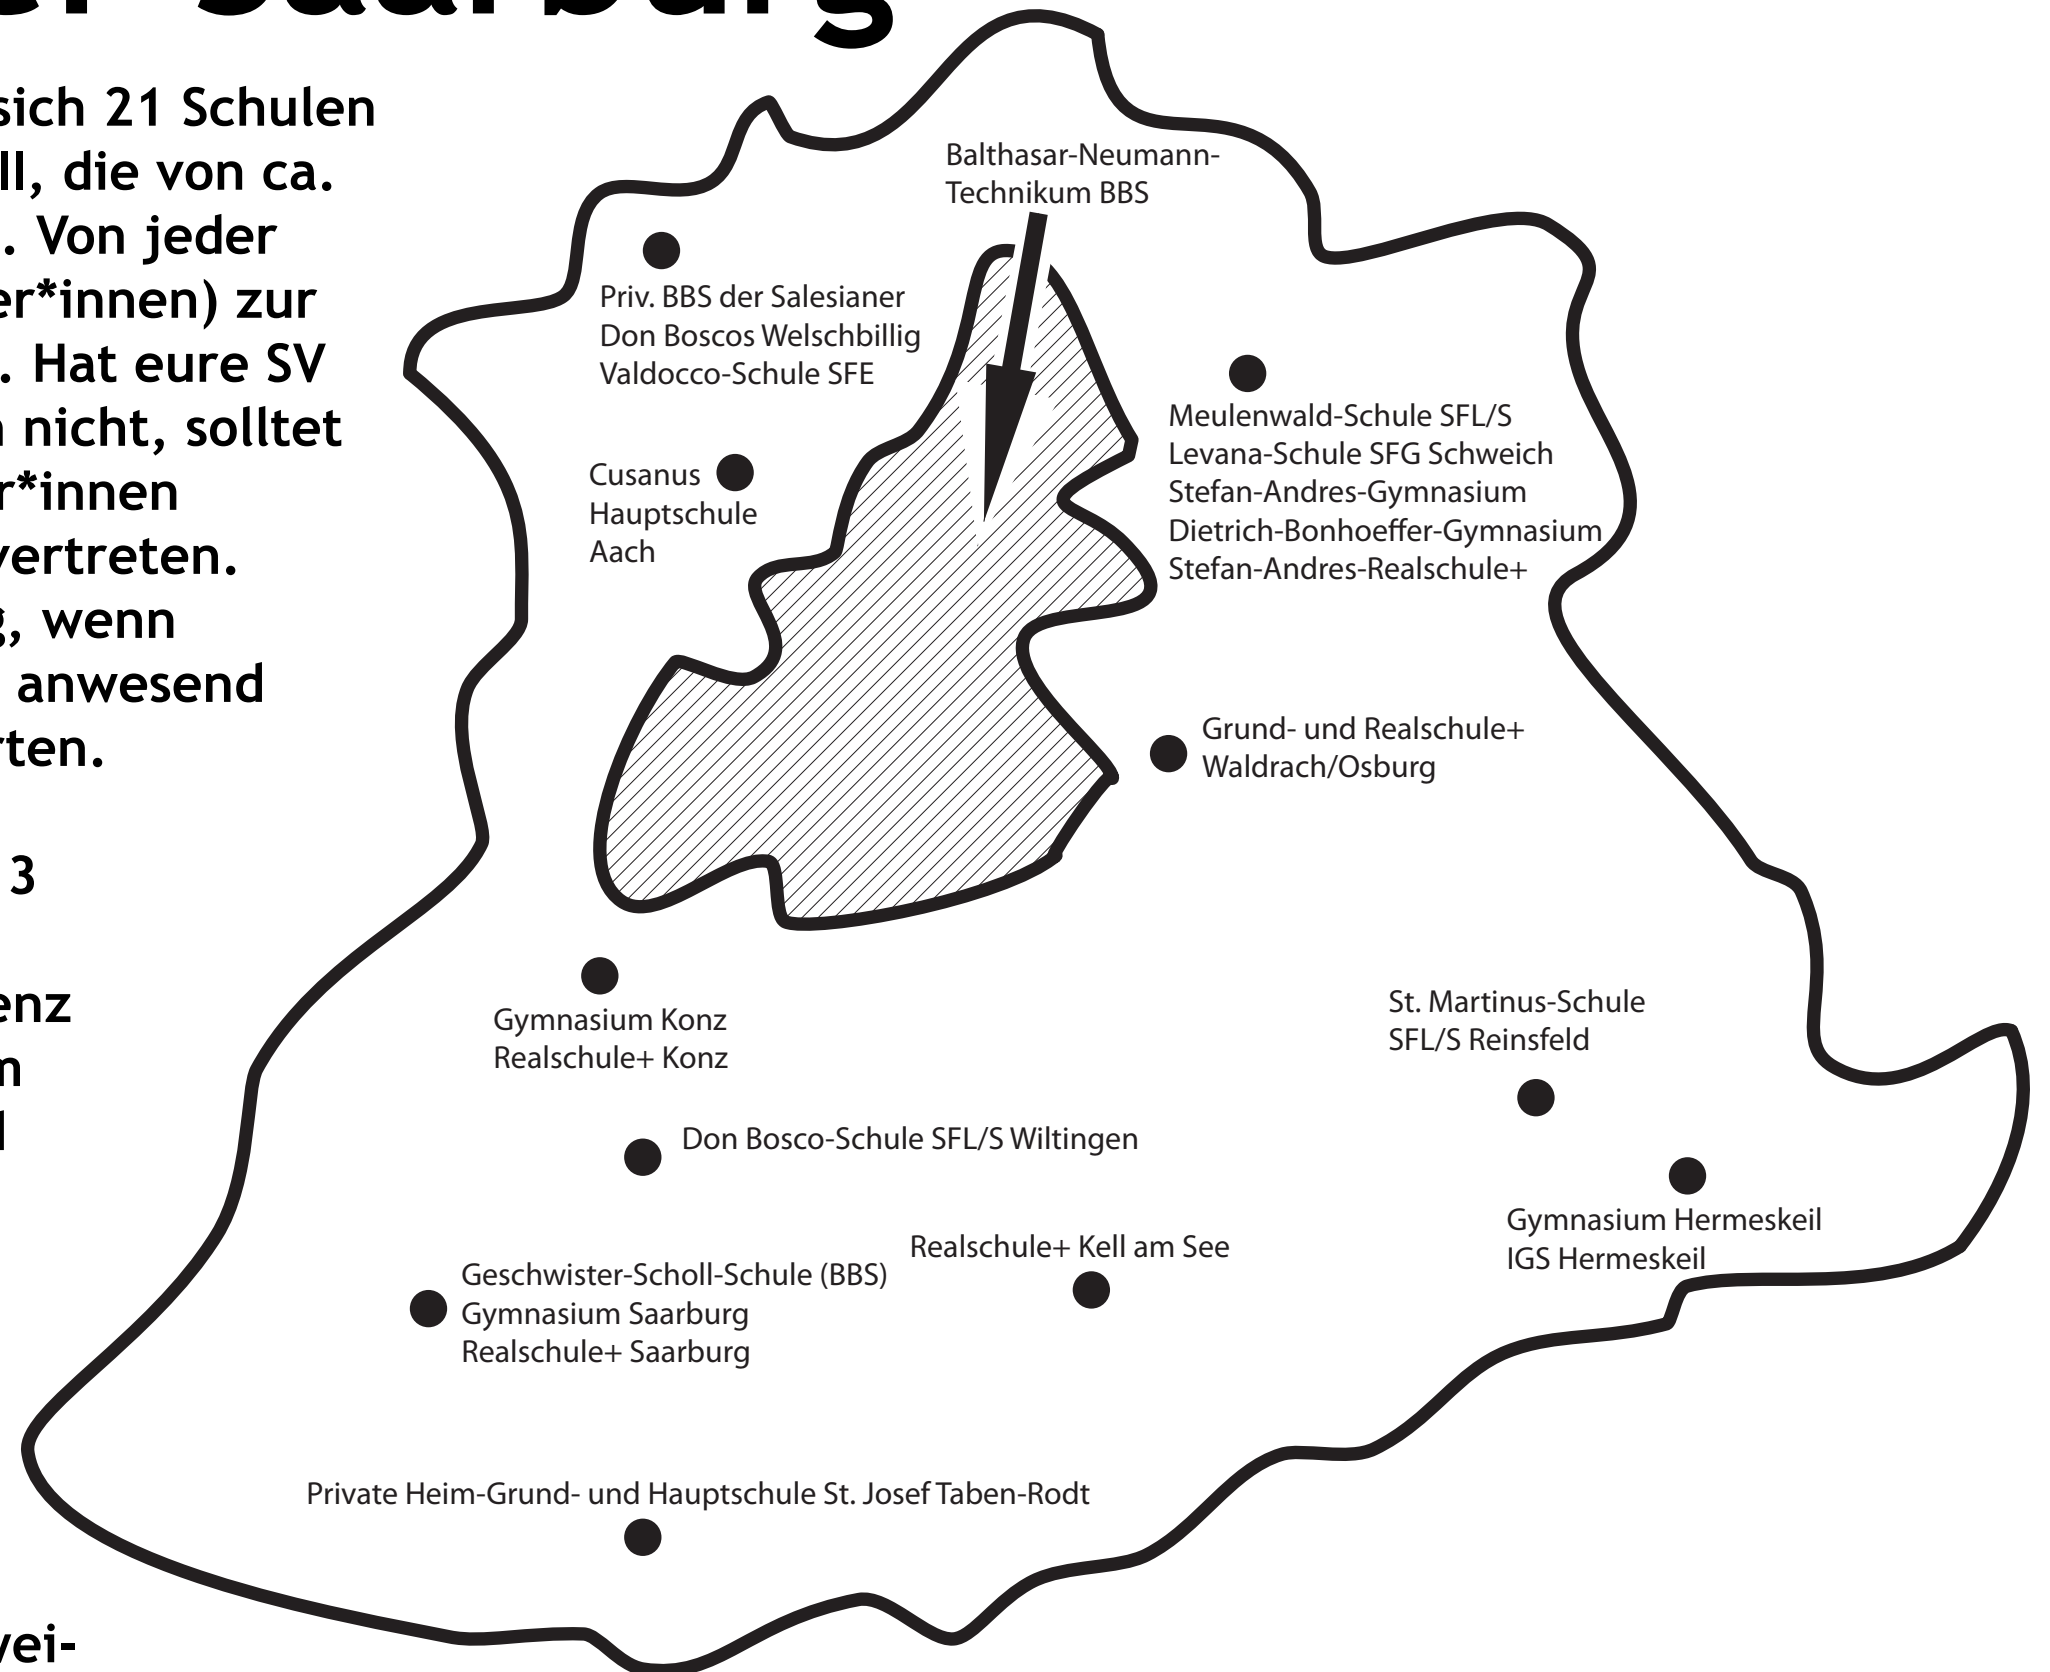 er Saarburg
sich 21 Schulen
ll, die von ca.
. Von jeder
er*innen) zur
. Hat eure SV
nicht, solltet
r*innen
vertreten.
g, wenn
anwesend
rten.
3
enz
m
vei-
Balthasar-Neumann-
Technikum BBS
Priv. BBS der Salesianer
Don Boscos Welschbillig
Valdocco-Schule SFE
Cusanus
Hauptschule
Aach
Meulenwald-Schule SFL/S
Levana-Schule SFG Schweich
Stefan-Andres-Gymnasium
Dietrich-Bonhoeffer-Gymnasium
Stefan-Andres-Realschule+
Grund- und Realschule+
Waldrach/Osburg
Gymnasium Konz
Realschule+ Konz
St. Martinus-Schule
SFL/S Reinsfeld
Don Bosco-Schule SFL/S Wiltingen
Gymnasium Hermeskeil
IGS Hermeskeil
Realschule+ Kell am See
Geschwister-Scholl-Schule (BBS)
Gymnasium Saarburg
Realschule+ Saarburg
Private Heim-Grund- und Hauptschule St. Josef Taben-Rodt